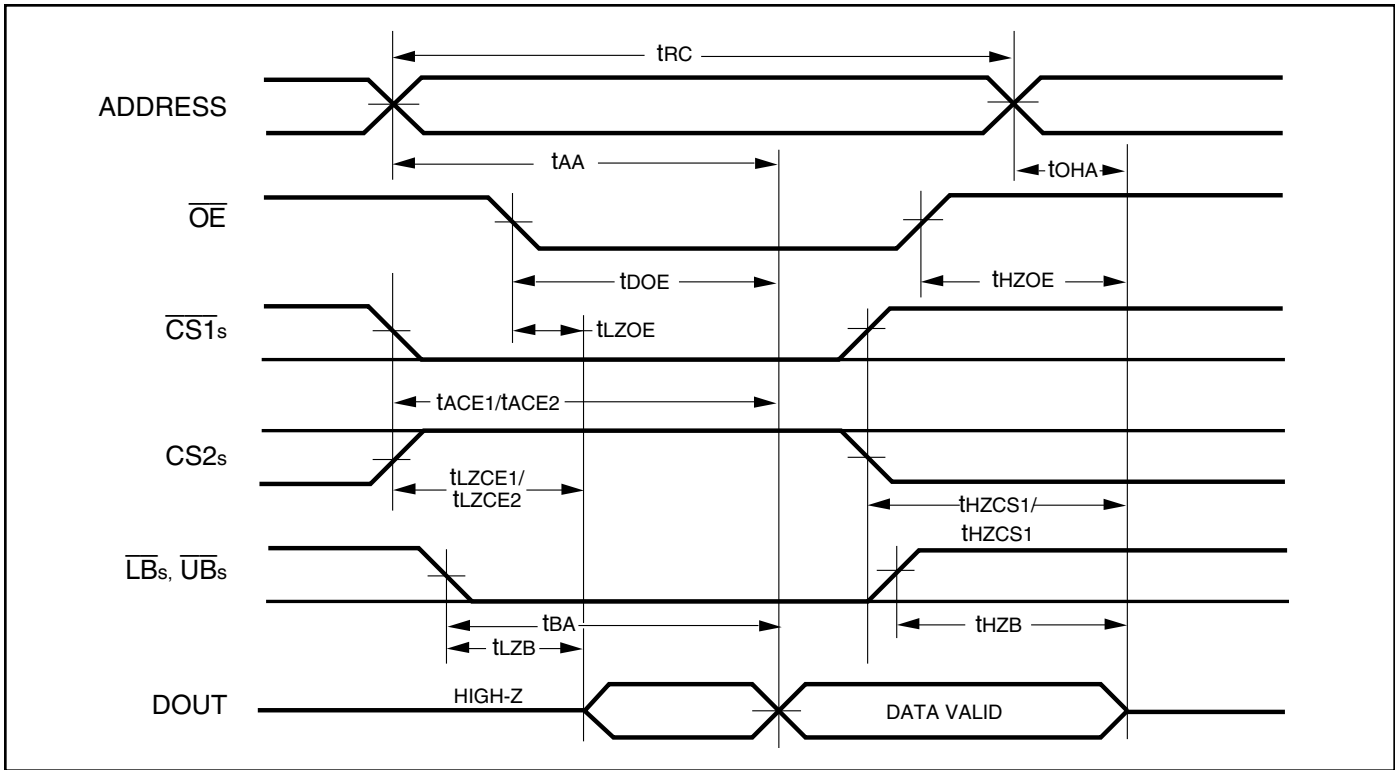 tRC
ADDRESS
tAA
tOHA
OE
tDOE
tHZOE
CS1s
tLZOE
tACE1/tACE2
CS2s
tLZCE1/
tLZCE2
tHZCS1/
tHZCS1
LBs, UBs
tBA
tHZB
tLZB
HIGH-Z
DOUT
DATA VALID